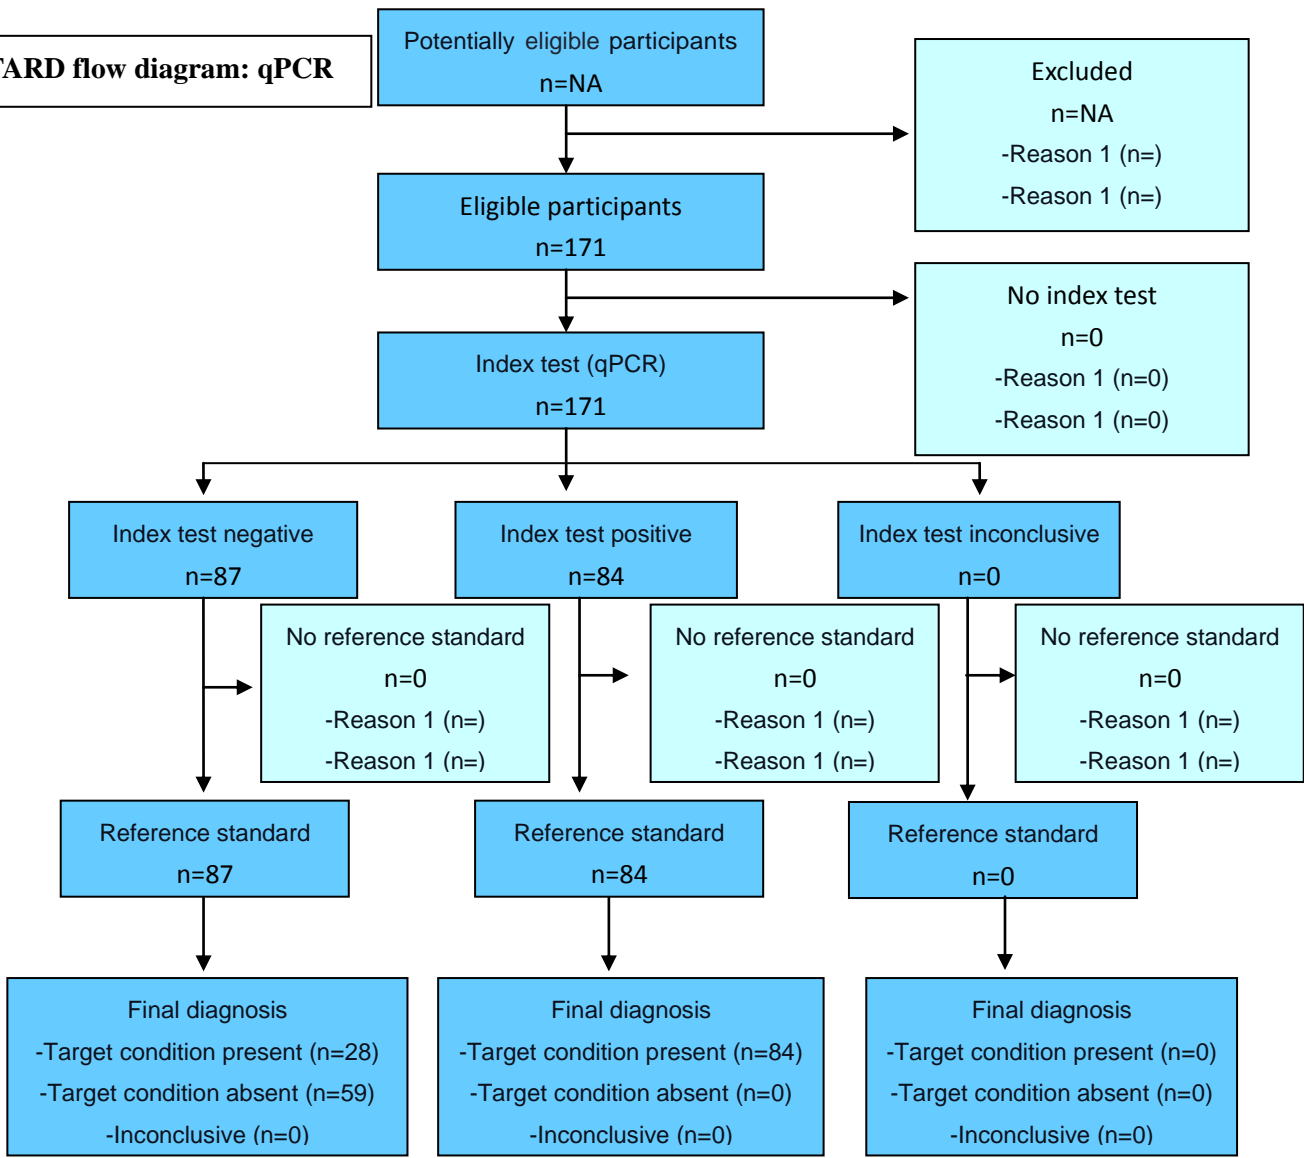 TARD flow diagram: qPCR
Potentially eligible participants
n=NA
Excluded
n=NA
-Reason 1 (n=)
-Reason 1 (n=)
Eligible participants
n=171
No index test
n=0
-Reason 1 (n=0)
-Reason 1 (n=0)
Index test (qPCR)
n=171
Index test negative
n=87
Index test positive
n=84
Index test inconclusive
n=0
No reference standard
n=0
-Reason 1 (n=)
-Reason 1 (n=)
No reference standard
n=0
-Reason 1 (n=)
-Reason 1 (n=)
No reference standard
n=0
-Reason 1 (n=)
-Reason 1 (n=)
Reference standard
n=87
Reference standard
n=84
Reference standard
n=0
Final diagnosis
-Target condition present (n=28)
-Target condition absent (n=59)
-Inconclusive (n=0)
Final diagnosis
-Target condition present (n=84)
-Target condition absent (n=0)
-Inconclusive (n=0)
Final diagnosis
-Target condition present (n=0)
-Target condition absent (n=0)
-Inconclusive (n=0)